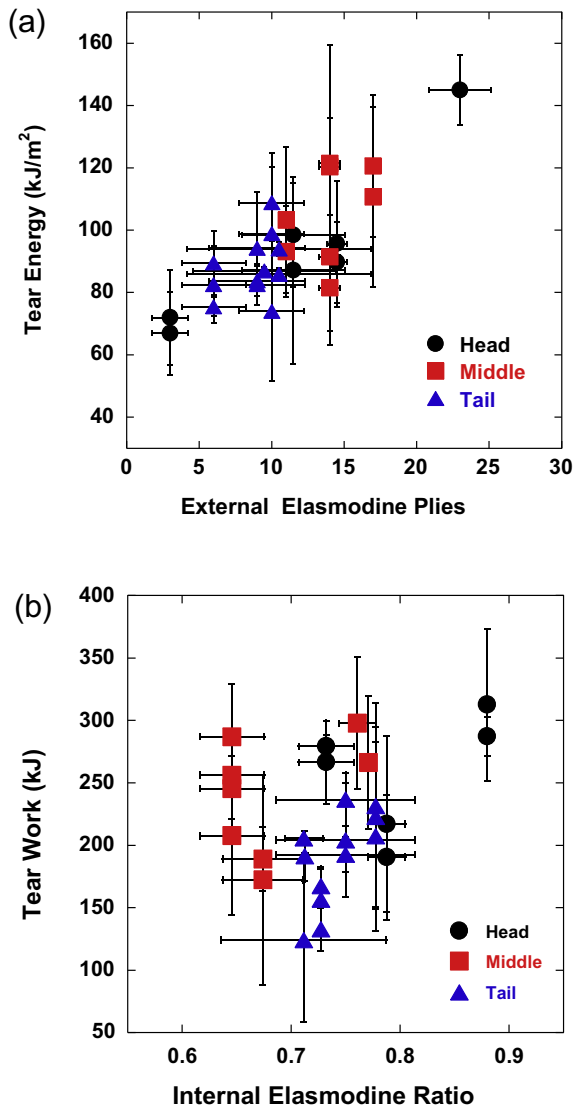 (a)
160
140
120
100
80
60
40
Tear Energy (kJ/m²)
Head
Middle
Tail
0 5 10 15 20 25 30
External Elasmodine Plies
(b)
400
350
300
250
200
150
100
50
Tear Work (kJ)
Head
Middle
Tail
0.6 0.7 0.8 0.9
Internal Elasmodine Ratio